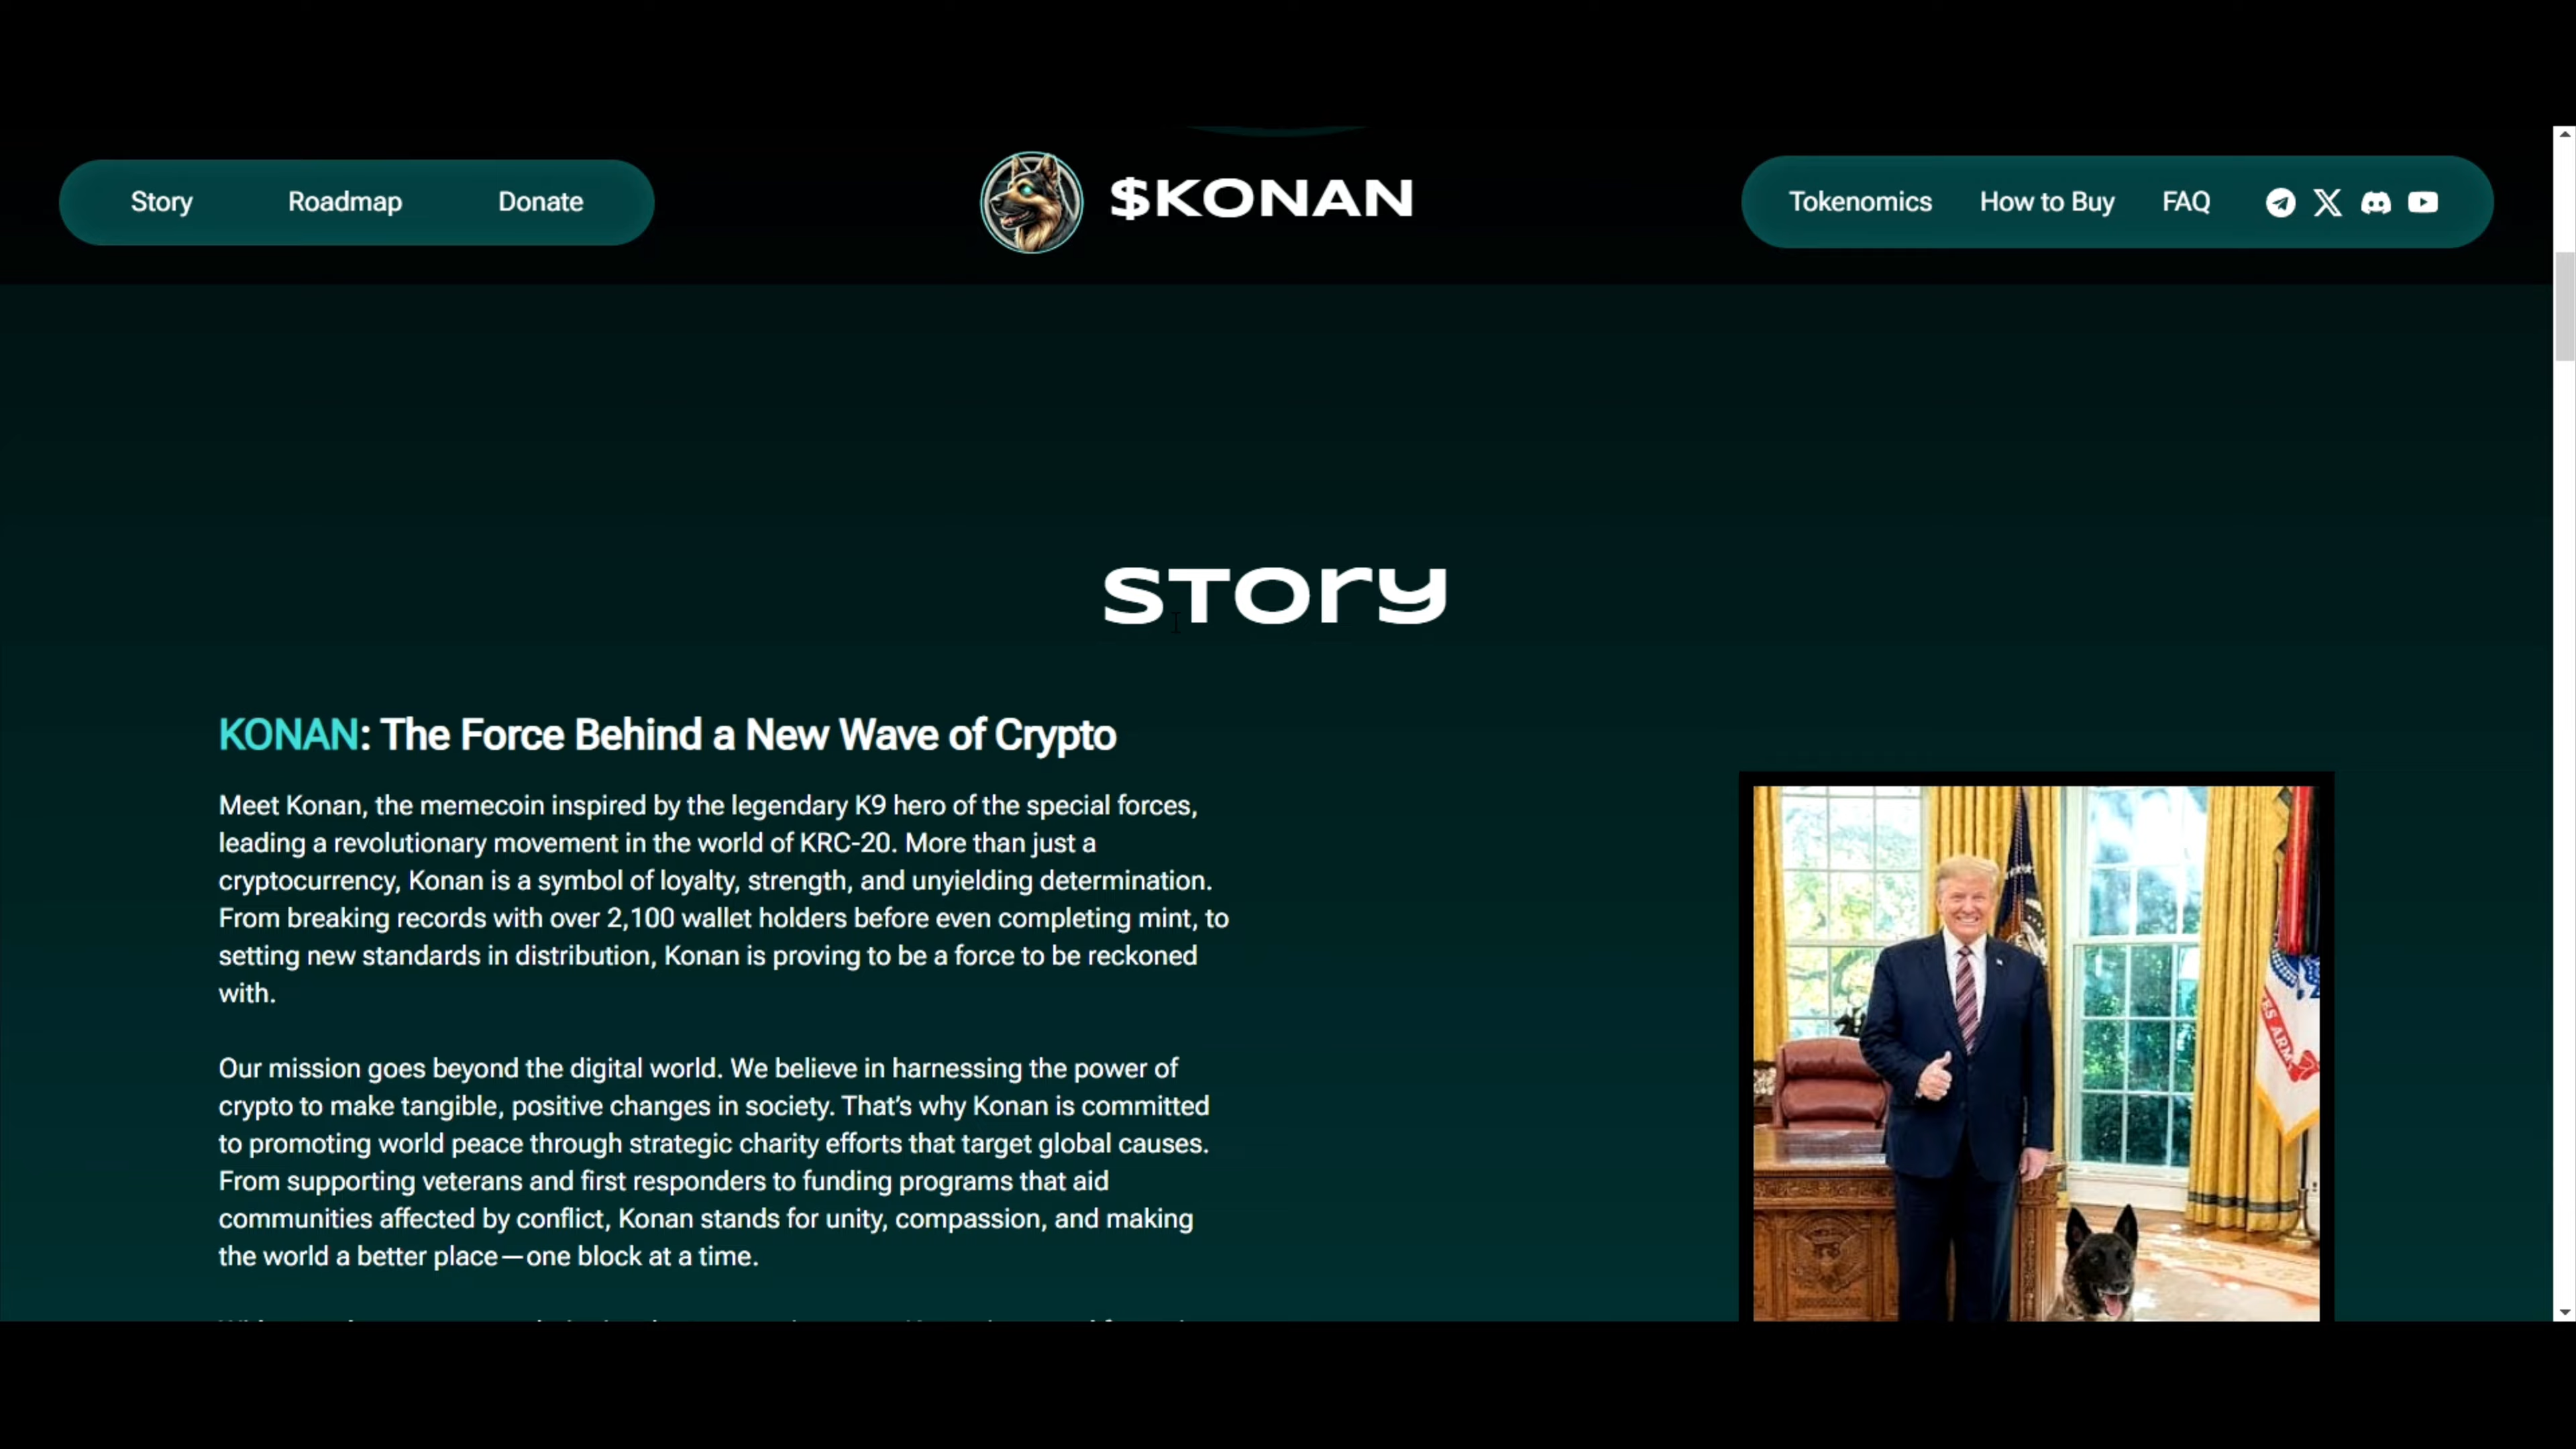 Story Roadmap Donate $KONAN Tokenomics How to Buy FAQ
Story
KONAN: The Force Behind a New Wave of Crypto
Meet Konan, the memecoin inspired by the legendary K9 hero of the special forces,
leading a revolutionary movement in the world of KRC-20. More than just a
cryptocurrency, Konan is a symbol of loyalty, strength, and unyielding determination.
From breaking records with over 2,100 wallet holders before even completing mint, to
setting new standards in distribution, Konan is proving to be a force to be reckoned
with.
Our mission goes beyond the digital world. We believe in harnessing the power of
crypto to make tangible, positive changes in society. That’s why Konan is committed
to promoting world peace through strategic charity efforts that target global causes.
From supporting veterans and first responders to funding programs that aid
communities affected by conflict, Konan stands for unity, compassion, and making
the world a better place—one block at a time.